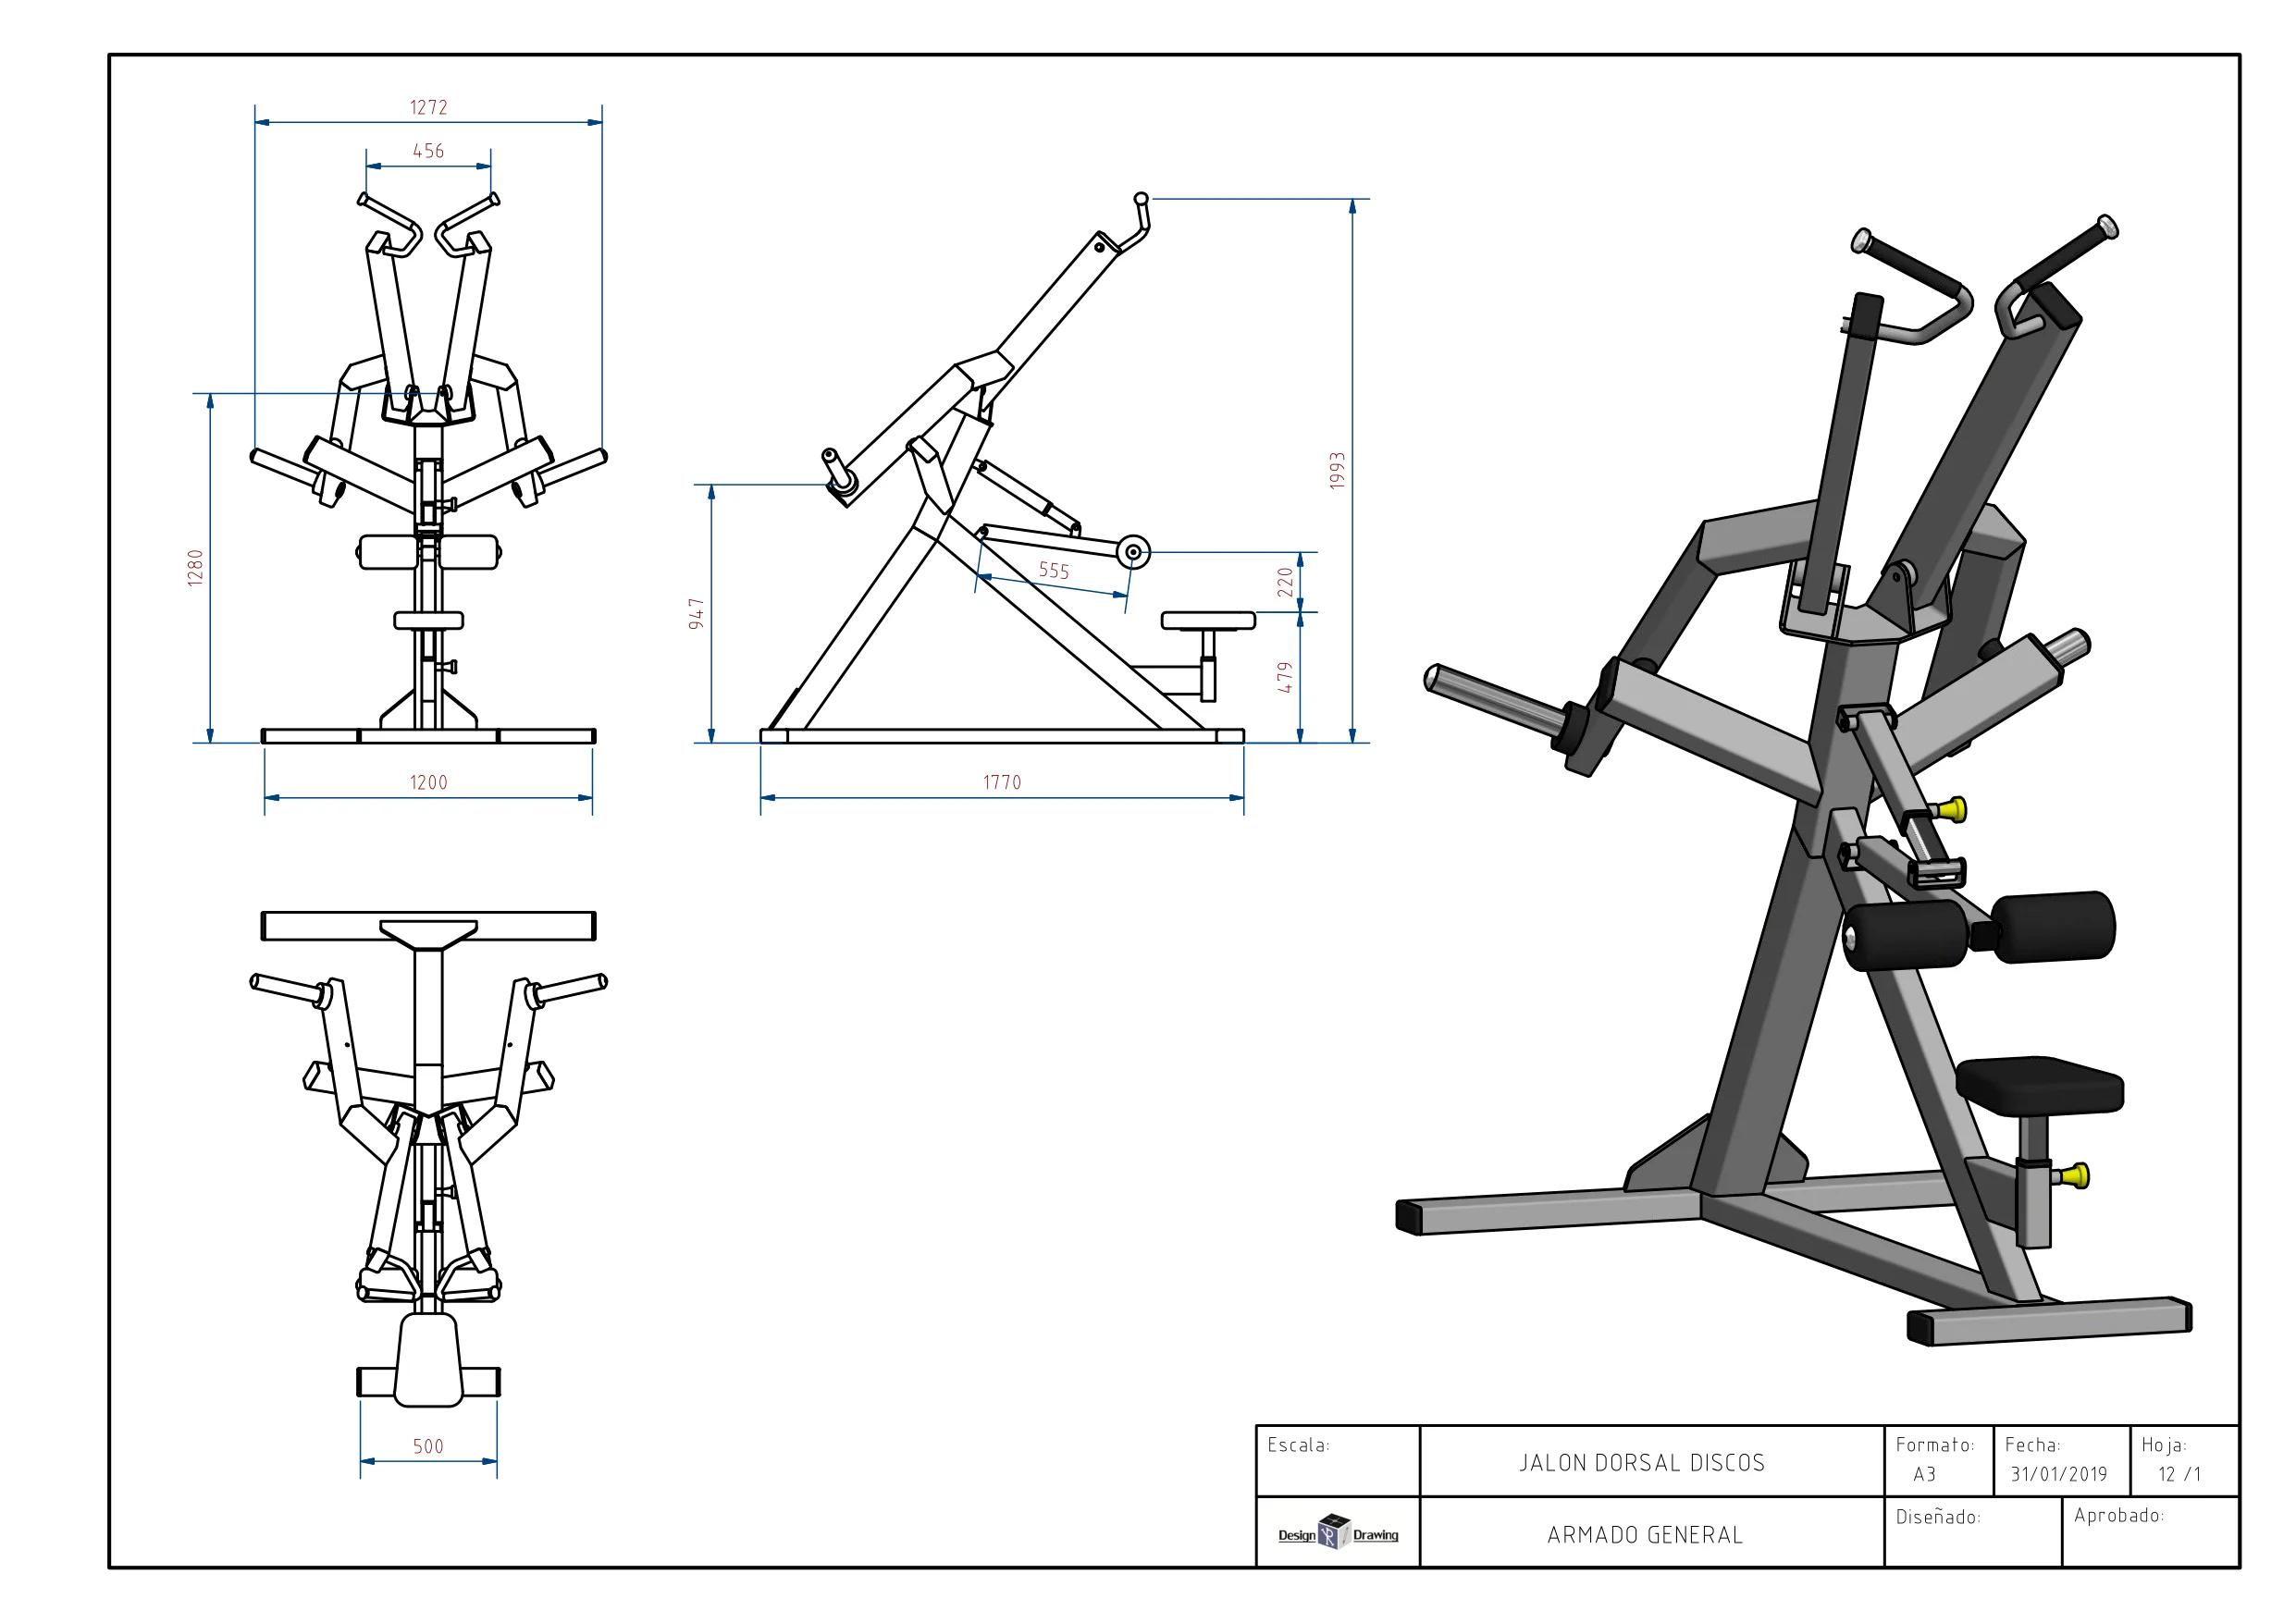 1272
456
1280
1200
1993
947
555
220
479
1770
500
Escala:
JALON DORSAL DISCOS
Formato:
A3
Fecha:
31/01/2019
Hoja:
12 /1
Design Drawing
ARMADO GENERAL
Diseñado:
Aprobado: